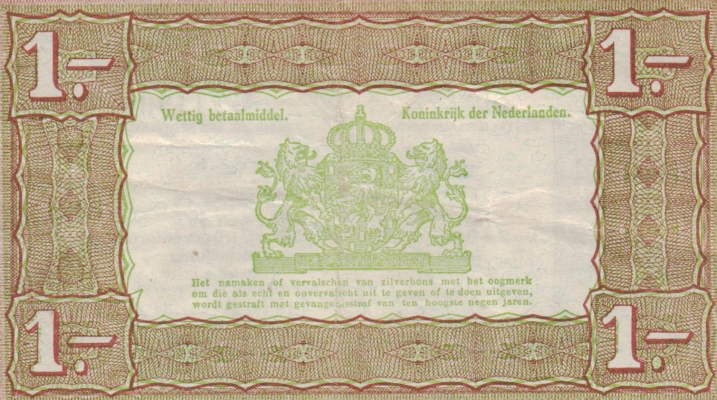 1.- 1.-
Wettig betaalmiddel. Koninkrijk der Nederlanden.
Het namaken of vervalschen van zilverbons met het oogmerk
om die als echt en onvervalscht uit te geven of te doen uitgeven,
wordt gestraft met gevangenisstraf van ten hoogste negen jaren.
1.- 1.-